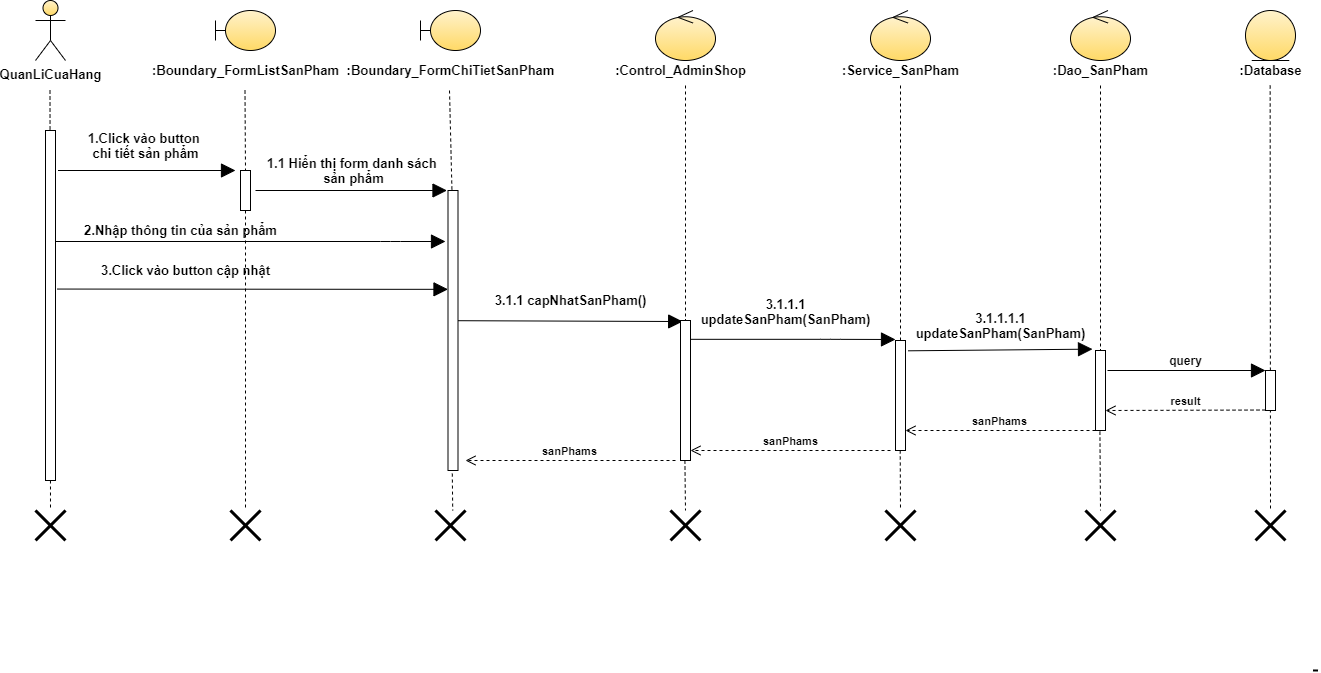 QuanLiCuaHang
:Boundary_FormListSanPham
:Boundary_FormChiTietSanPham
:Control_AdminShop
:Service_SanPham
:Dao_SanPham
:Database
1.Click vào button
chi tiết sản phẩm
1.1 Hiển thị form danh sách
sản phẩm
2.Nhập thông tin của sản phẩm
3.Click vào button cập nhật
3.1.1 capNhatSanPham()
3.1.1.1
updateSanPham(SanPham)
3.1.1.1.1
updateSanPham(SanPham)
query
result
sanPhams
sanPhams
sanPhams